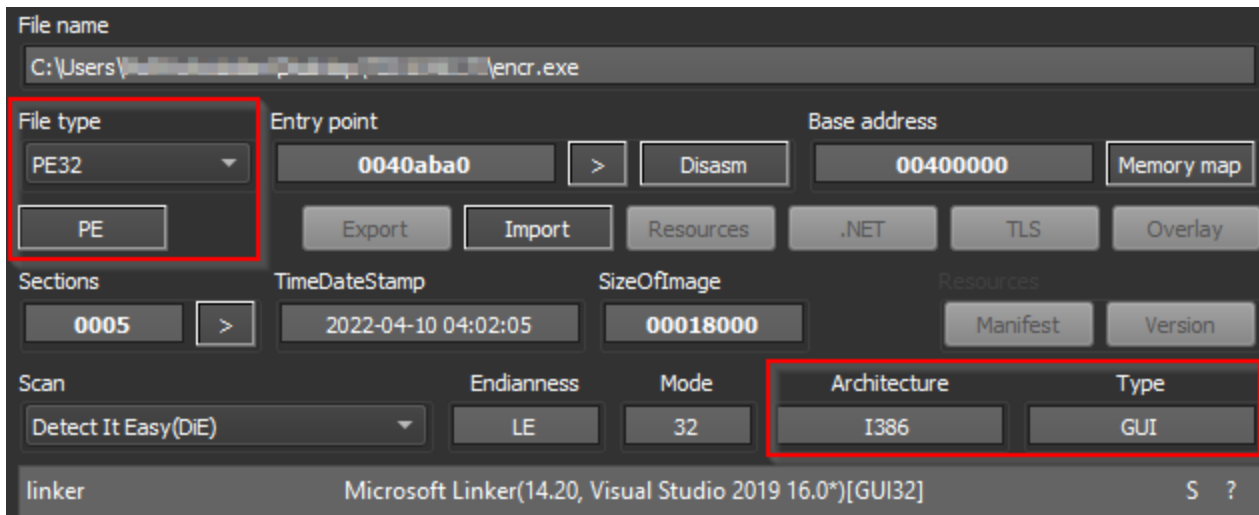 File name
C:\Users\ \encr.exe
File type Entry point Base address
PE32 0040aba0 > Disasm 00400000 Memory map
PE Export Import Resources .NET TLS Overlay
Sections TimeDateStamp SizeOfImage Resources
0005 > 2022-04-10 04:02:05 00018000 Manifest Version
Scan Endianness Mode Architecture Type
Detect It Easy(DiE) LE 32 I386 GUI
linker Microsoft Linker(14.20, Visual Studio 2019 16.0*)[GUI32] S ?